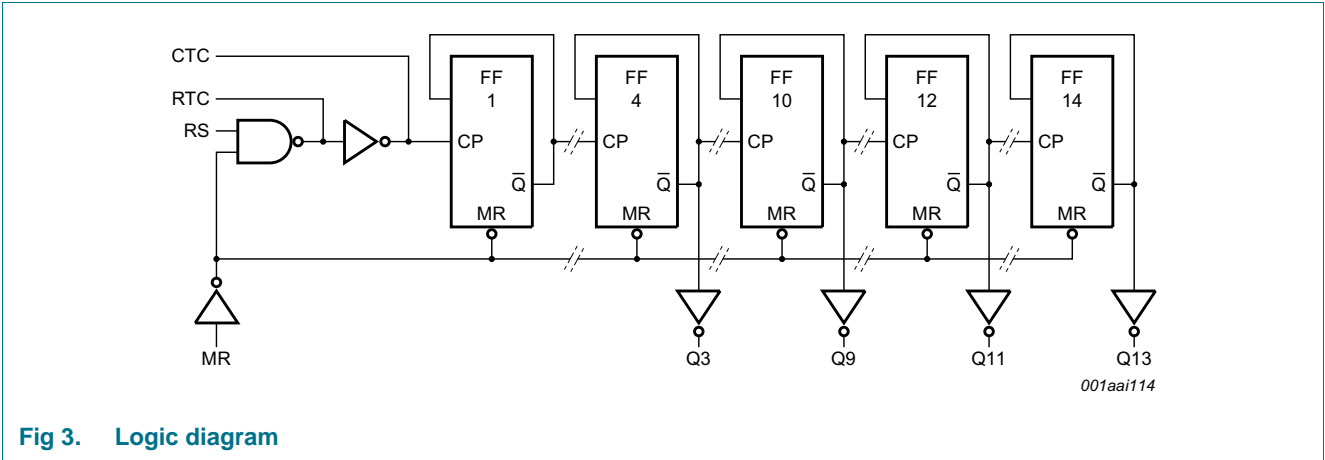 CTC
RTC
RS
FF
1
CP
Q
MR
FF
4
CP
Q
MR
FF
10
CP
Q
MR
FF
12
CP
Q
MR
FF
14
CP
Q
MR
MR
Q3
Q9
Q11
Q13
001aai114
Fig 3. Logic diagram